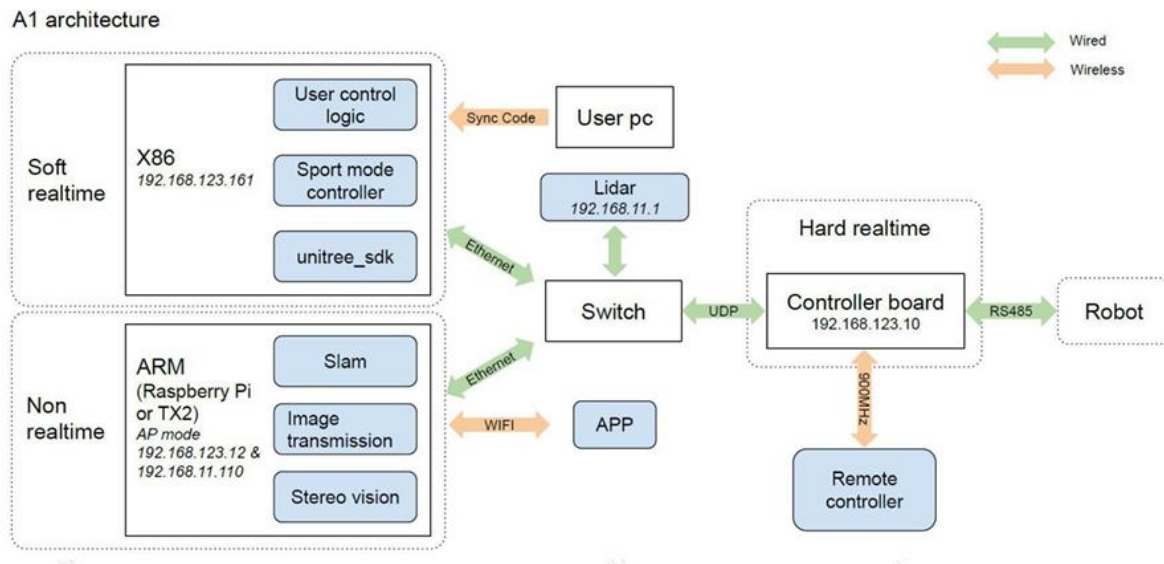 A1 architecture
Wired
Wireless
Soft
realtime
X86
192.168.123.161
User control
logic
Sport mode
controller
unitree_sdk
Sync Code
User pc
Lidar
192.168.11.1
Ethernet
Switch
UDP
Hard realtime
Controller board
192.168.123.10
RS485
Robot
Non
realtime
ARM
(Raspberry Pi
or TX2)
AP mode
192.168.123.12 &
192.168.11.110
Slam
Image
transmission
Stereo vision
Ethernet
WIFI
APP
900MHz
Remote
controller